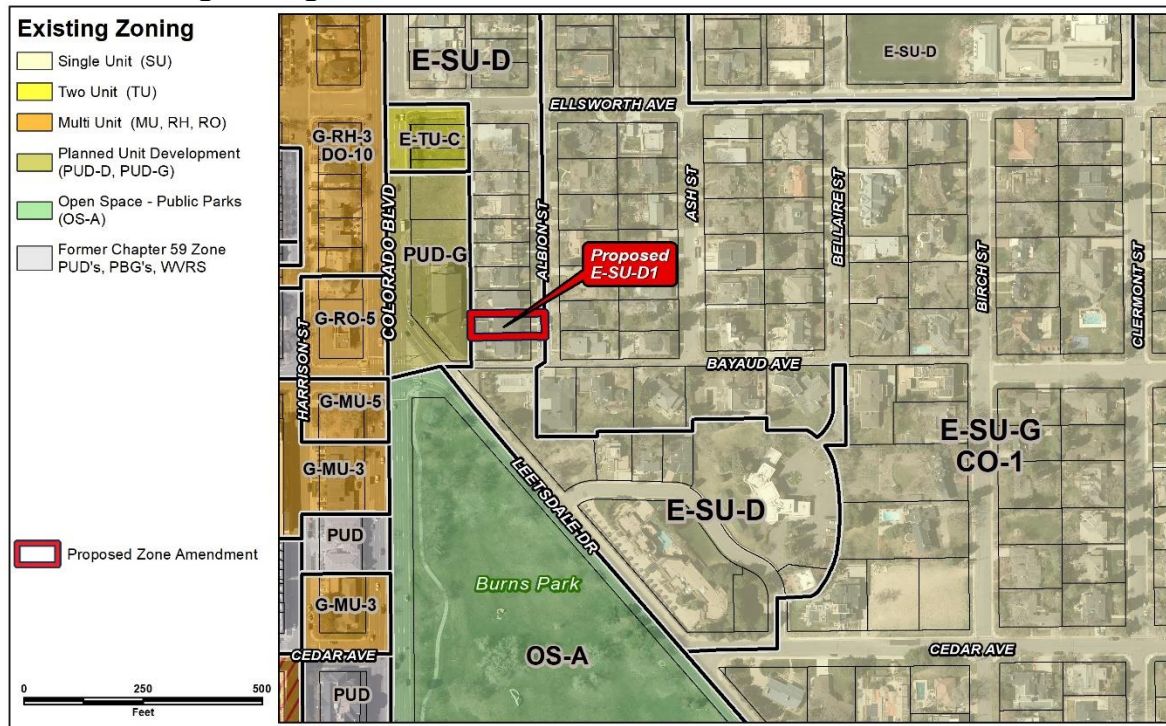 Existing Zoning
Single Unit (SU)
Two Unit (TU)
Multi Unit (MU, RH, RO)
Planned Unit Development
(PUD-D, PUD-G)
Open Space - Public Parks
(OS-A)
Former Chapter 59 Zone
PUD's, PBG's, WVRS
Proposed Zone Amendment
0 250 500
Feet
E-SU-D
E-SU-D
ELLSWORTH AVE
G-RH-3
DO-10
E-TU-C
COLORADO BLVD
ALBION ST
ASH ST
BELLAIRE ST
BIRCH ST
CLERMONT ST
PUD-G
Proposed
E-SU-D1
HARRISON ST
G-RO-5
BAYAUD AVE
G-MU-5
G-MU-3
E-SU-G
CO-1
LEETSDALE DR
E-SU-D
PUD
Burns Park
G-MU-3
OS-A
CEDAR AVE
CEDAR AVE
PUD